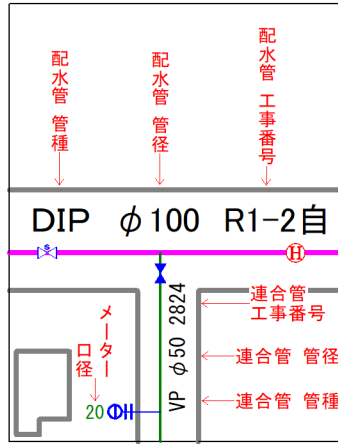 配水管 管種
配水管 管径
配水管 工事番号
DIP φ100 R1-2自
S
H
VP φ50 2824
連合管
工事番号
連合管 管径
連合管 管種
メーター
口径
20